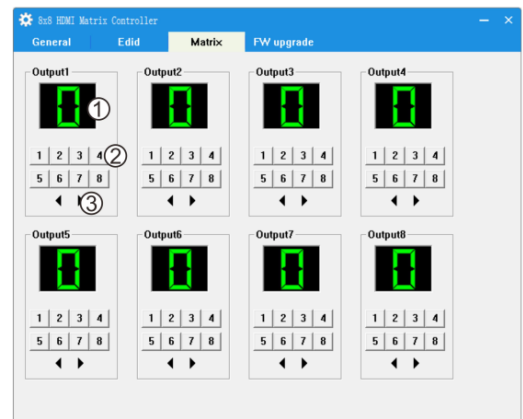 8x8 HDMI Matrix Controller
General Edid Matrix FW upgrade
Output1 Output2 Output3 Output4
0 ① 0 0 0
1 2 3 4 ② 1 2 3 4 1 2 3 4 1 2 3 4
5 6 7 8 5 6 7 8 5 6 7 8 5 6 7 8
③
Output5 Output6 Output7 Output8
0 0 0 0
1 2 3 4 1 2 3 4 1 2 3 4 1 2 3 4
5 6 7 8 5 6 7 8 5 6 7 8 5 6 7 8